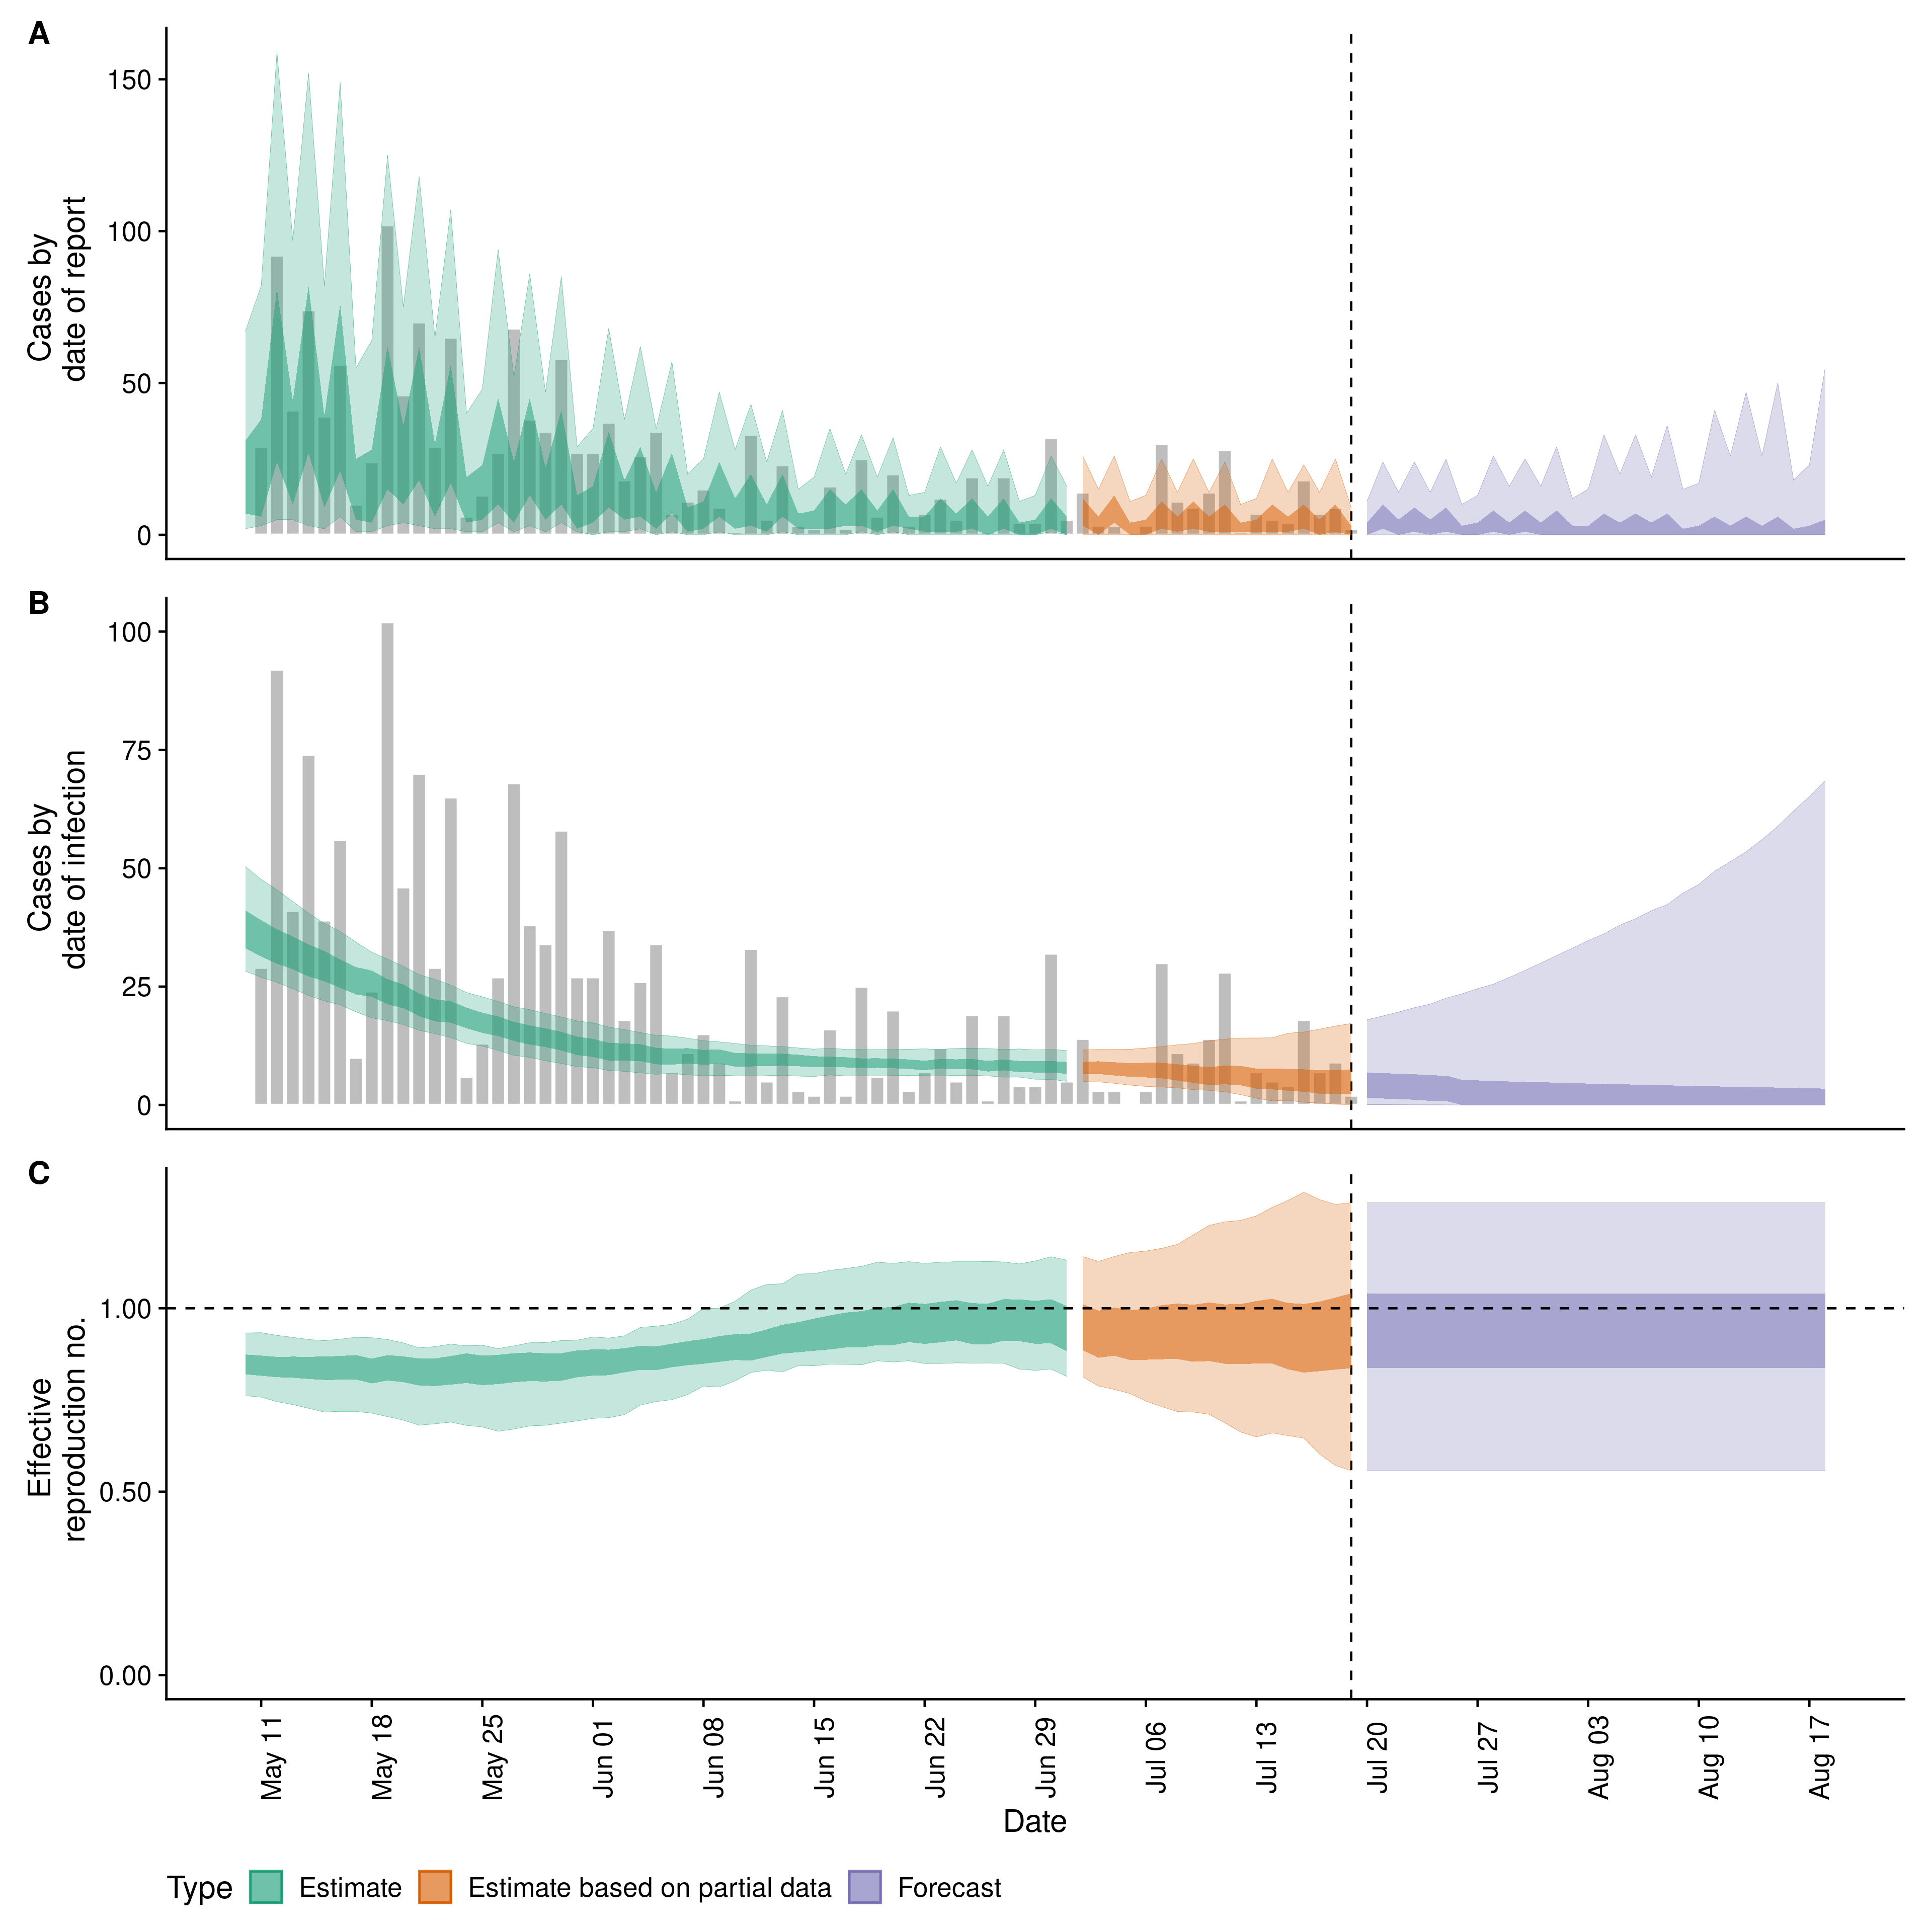 A
150
100
50
0
Cases by
date of report
B
100
75
50
25
0
Cases by
date of infection
C
1.00
0.50
0.00
Effective
reproduction no.
May 11
May 18
May 25
Jun 01
Jun 08
Jun 15
Jun 22
Jun 29
Jul 06
Jul 13
Jul 20
Jul 27
Aug 03
Aug 10
Aug 17
Date
Type Estimate Estimate based on partial data Forecast